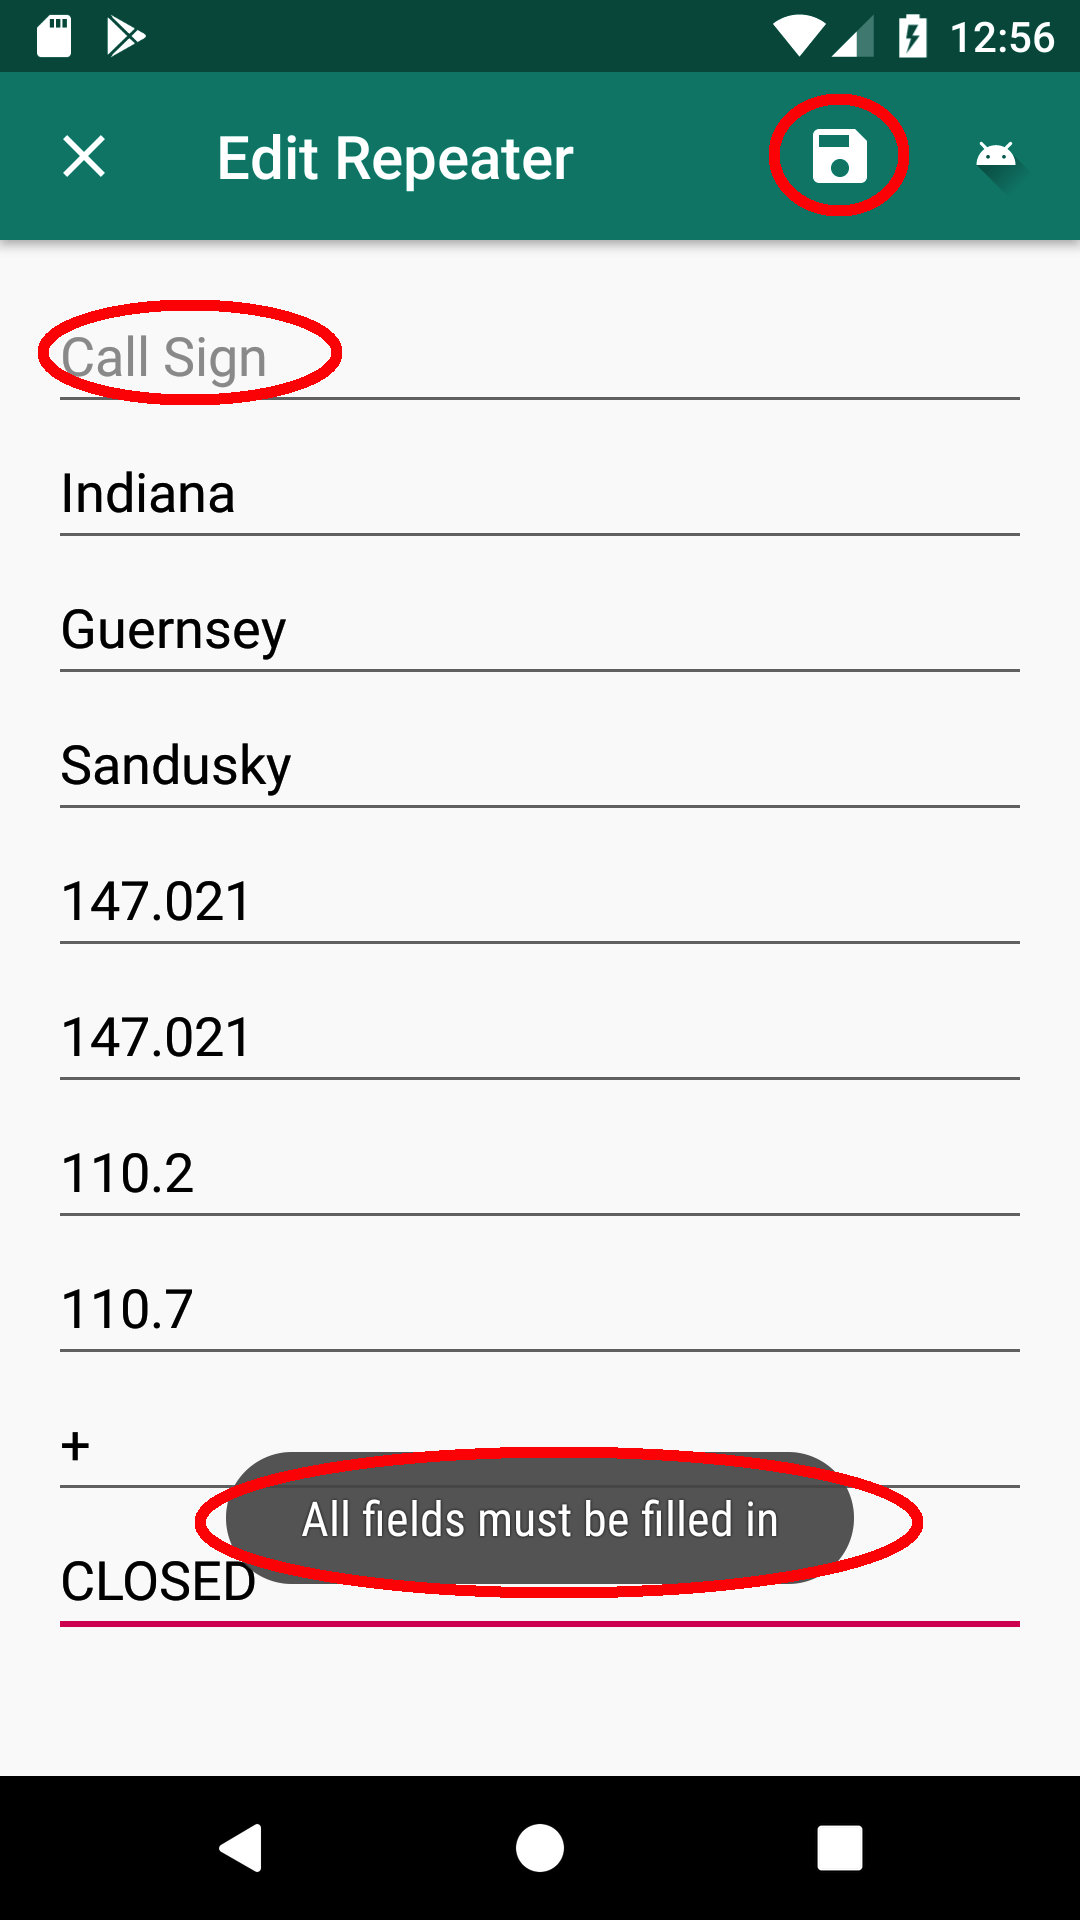 12:56
Edit Repeater
Call Sign
Indiana
Guernsey
Sandusky
147.021
147.021
110.2
110.7
+
All fields must be filled in
CLOSED